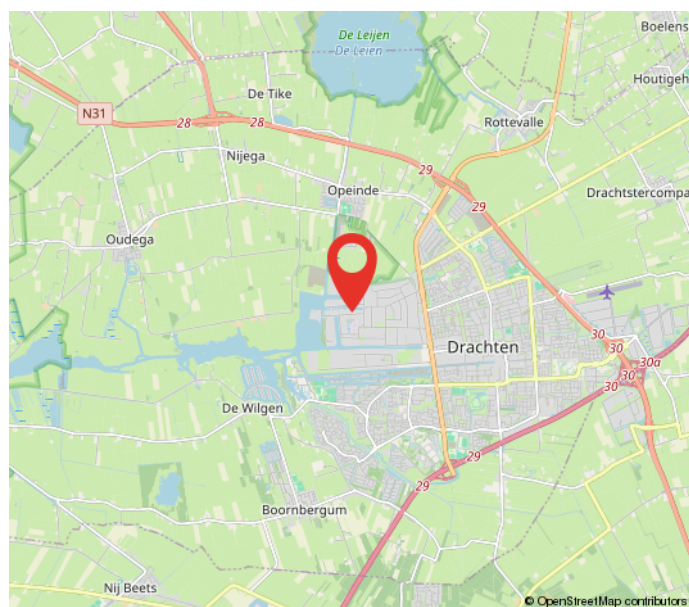 De Leijen
De Leien
Boelens
Houtigeh
De Tike
N31
28
28
Rottevalle
Nijega
29
Opeinde
29
Drachtstercompa
Oudega
30
30
30a
Drachten
30
30
De Wilgen
29
29
Boornbergum
Nij Beets
© OpenStreetMap contributors